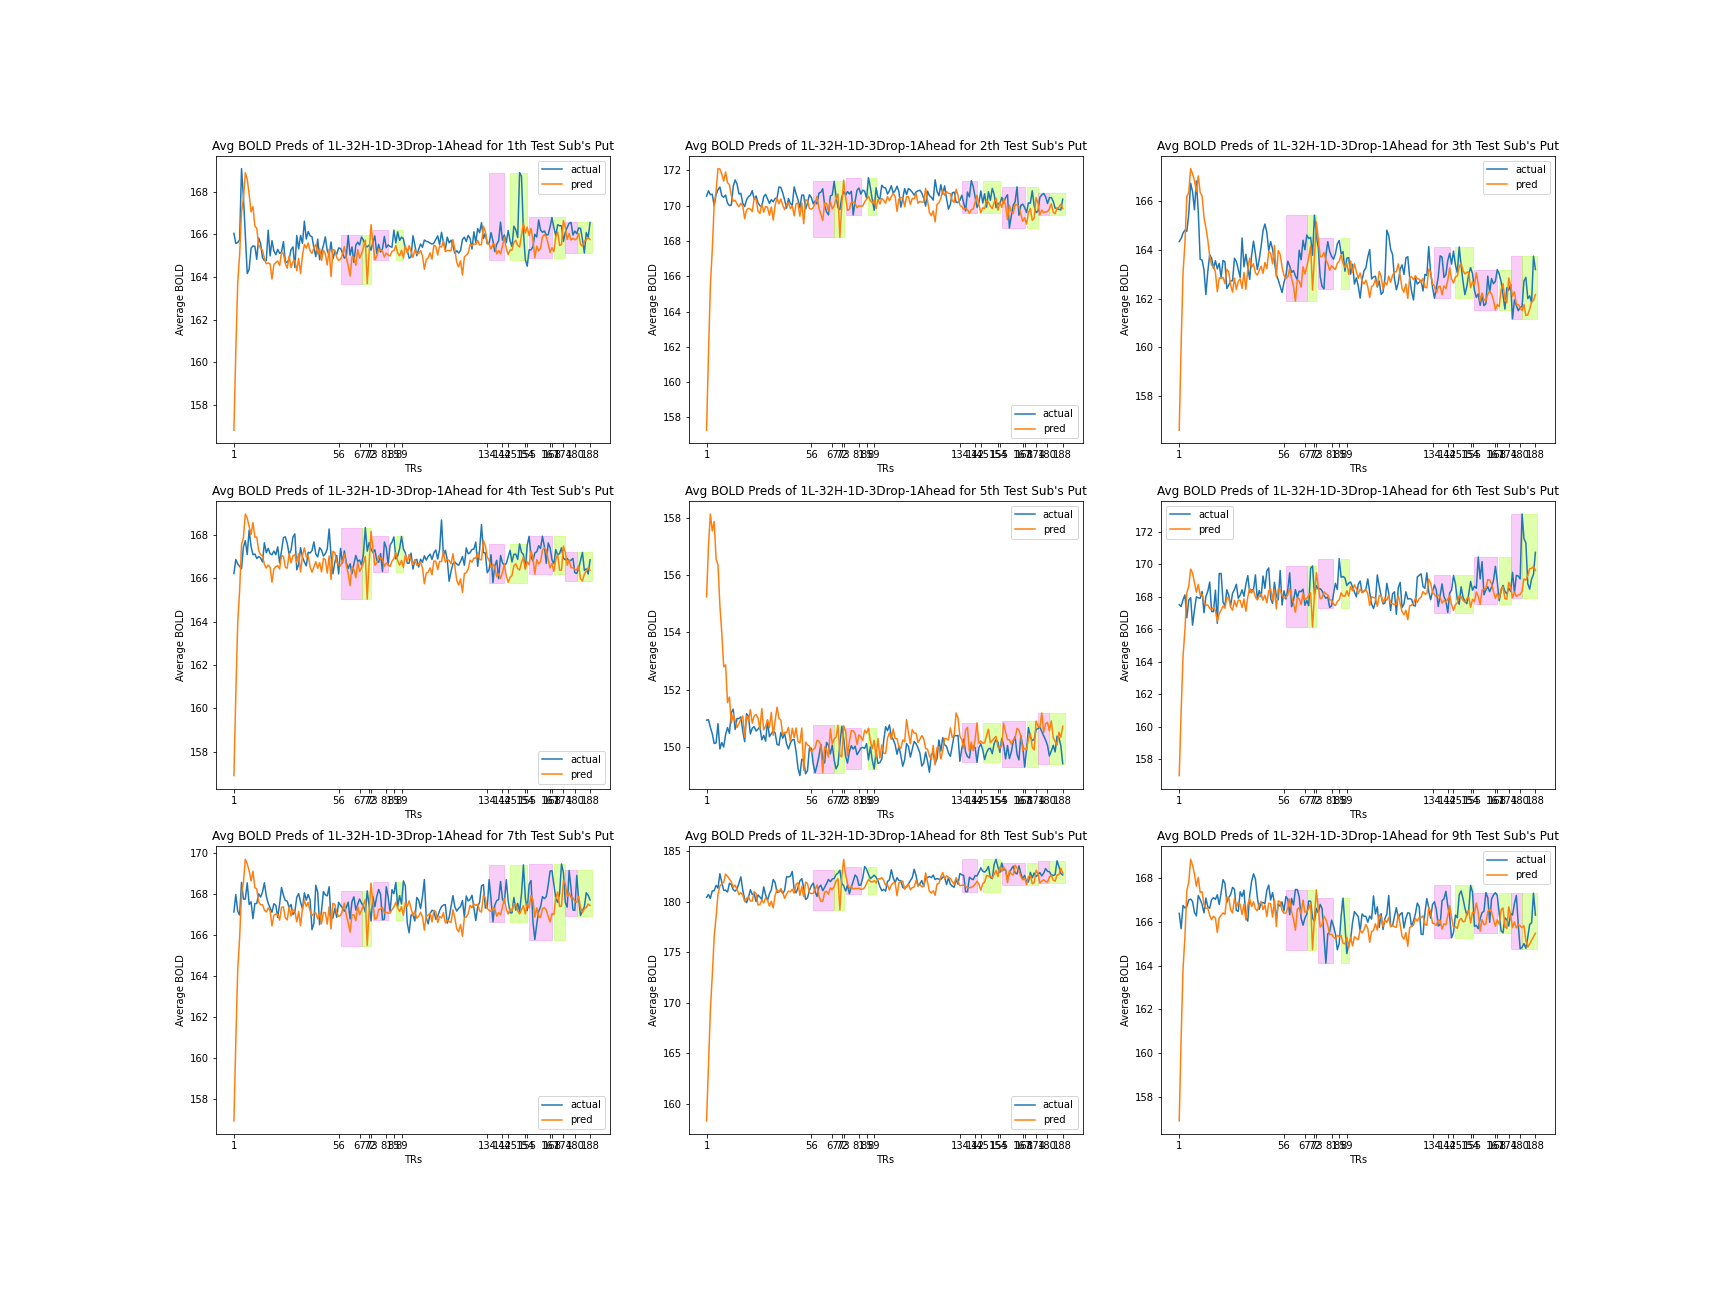 Avg BOLD Preds of 1L-32H-1D-3Drop-1Ahead for 1th Test Sub's Put
actual
pred
168
166
164
162
160
158
Average BOLD
1 56 134 188
TRs
Avg BOLD Preds of 1L-32H-1D-3Drop-1Ahead for 2th Test Sub's Put
172
170
168
166
164
162
160
158
Average BOLD
actual
pred
1 56 134 188
TRs
Avg BOLD Preds of 1L-32H-1D-3Drop-1Ahead for 3th Test Sub's Put
actual
pred
166
164
162
160
158
Average BOLD
1 56 134 188
TRs
Avg BOLD Preds of 1L-32H-1D-3Drop-1Ahead for 4th Test Sub's Put
168
166
164
162
160
158
Average BOLD
actual
pred
1 56 134 188
TRs
Avg BOLD Preds of 1L-32H-1D-3Drop-1Ahead for 5th Test Sub's Put
actual
pred
158
156
154
152
150
Average BOLD
1 56 134 188
TRs
Avg BOLD Preds of 1L-32H-1D-3Drop-1Ahead for 6th Test Sub's Put
actual
pred
172
170
168
166
164
162
160
158
Average BOLD
1 56 134 188
TRs
Avg BOLD Preds of 1L-32H-1D-3Drop-1Ahead for 7th Test Sub's Put
170
168
166
164
162
160
158
Average BOLD
actual
pred
1 56 134 188
TRs
Avg BOLD Preds of 1L-32H-1D-3Drop-1Ahead for 8th Test Sub's Put
185
180
175
170
165
160
Average BOLD
actual
pred
1 56 134 188
TRs
Avg BOLD Preds of 1L-32H-1D-3Drop-1Ahead for 9th Test Sub's Put
actual
pred
168
166
164
162
160
158
Average BOLD
1 56 134 188
TRs